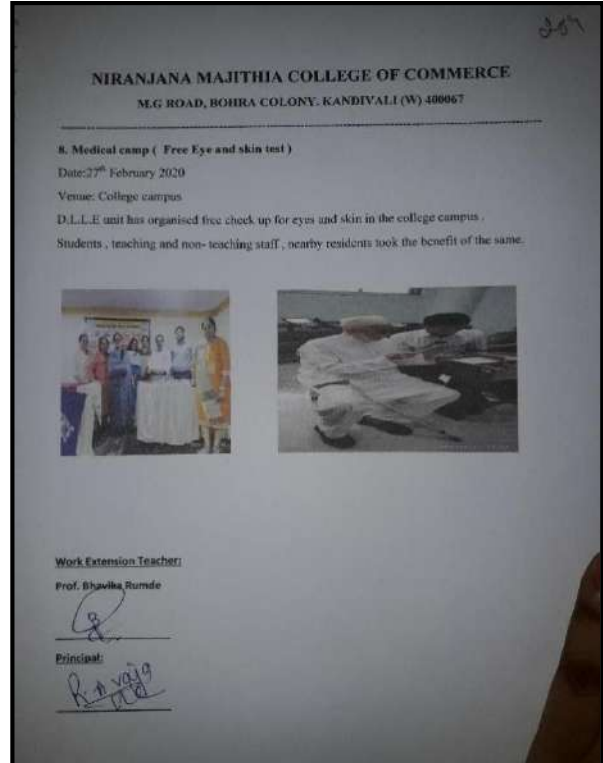 NIRANJANA MAJITHIA COLLEGE OF COMMERCE
M.G ROAD, BOHRA COLONY. KANDIVALI (W) 400067
8. Medical camp ( Free Eye and skin test )
Date:27th February 2020
Venue: College campus
D.L.L.E unit has organised free check up for eyes and skin in the college campus .
Students , teaching and non- teaching staff , nearby residents took the benefit of the same.
Work Extension Teacher:
Prof. Bhavika Rumde
Principal: